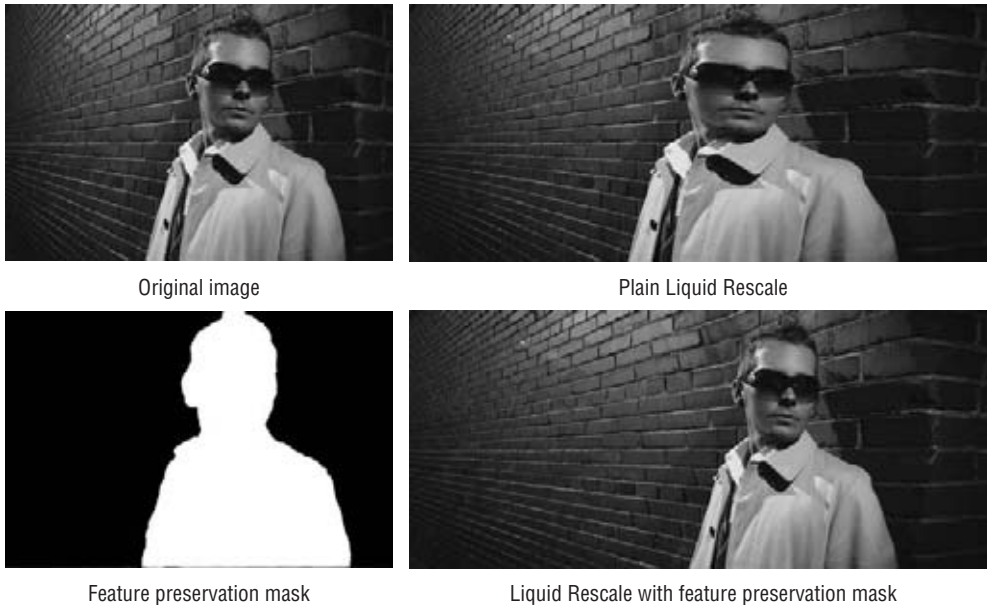 Original image
Plain Liquid Rescale
Feature preservation mask
Liquid Rescale with feature preservation mask